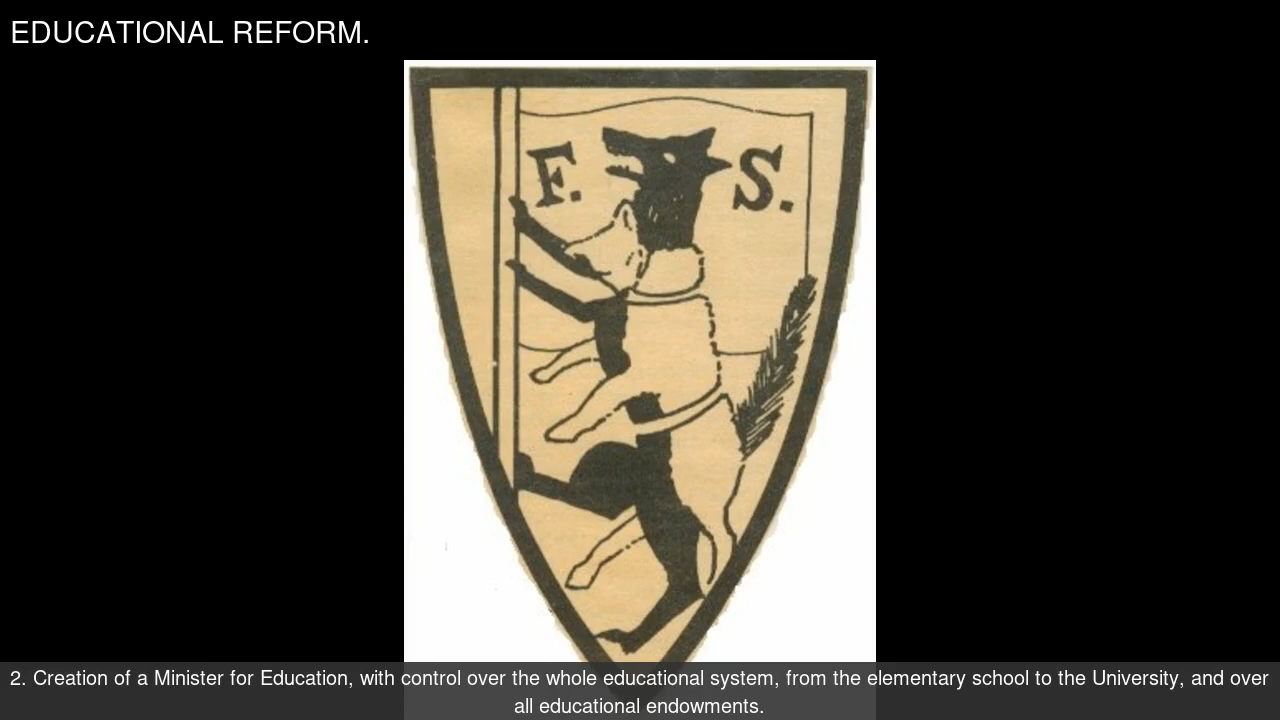 EDUCATIONAL REFORM.
F. S.
2. Creation of a Minister for Education, with control over the whole educational system, from the elementary school to the University, and over
all educational endowments.